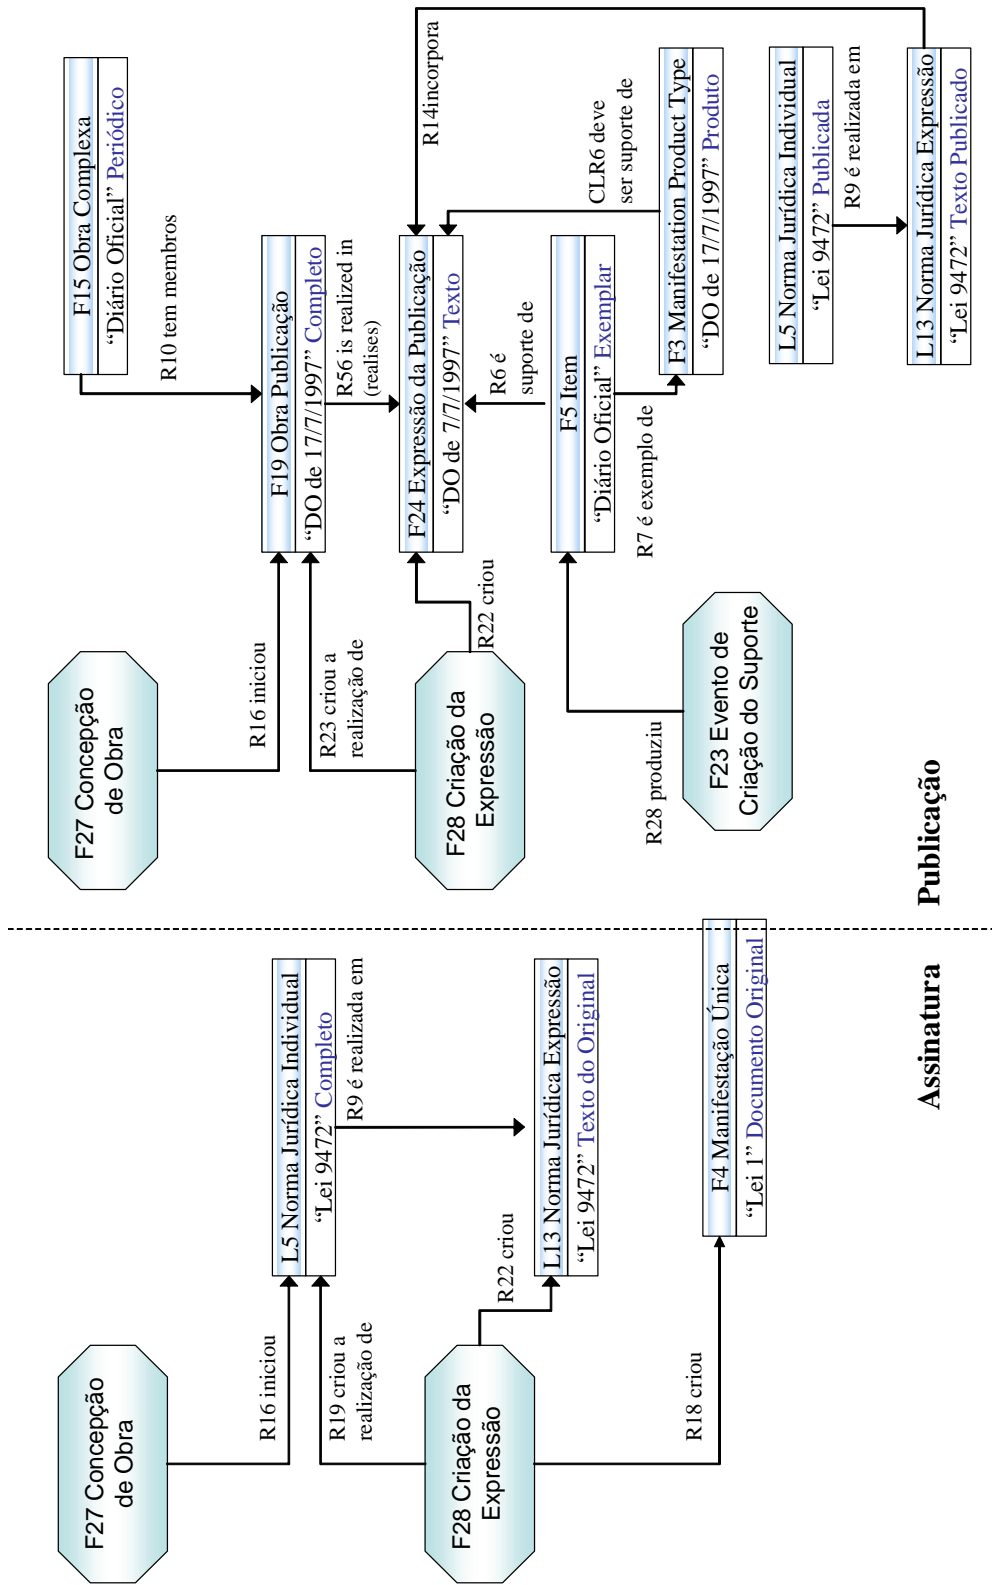 F27 Concepção
de Obra
R16 iniciou
L5 Norma Jurídica Individual
“Lei 9472” Completo
R19 criou a
realização de
R9 é realizada em
F28 Criação da
Expressão
R22 criou
L13 Norma Jurídica Expressão
“Lei 9472” Texto do Original
R18 criou
F4 Manifestação Única
“Lei 1” Documento Original
Assinatura
F27 Concepção
de Obra
R16 iniciou
F15 Obra Complexa
“Diário Oficial” Periódico
R10 tem membros
F19 Obra Publicação
“DO de 17/7/1997” Completo
R23 criou a
realização de
R56 is realized in
(realises)
F28 Criação da
Expressão
R22 criou
F24 Expressão da Publicação
“DO de 7/7/1997” Texto
R14incorpora
R6 é
suporte de
CLR6 deve
ser suporte de
F5 Item
“Diário Oficial” Exemplar
R7 é exemplo de
F3 Manifestation Product Type
“DO de 17/7/1997” Produto
R28 produziu
F23 Evento de
Criação do Suporte
L5 Norma Jurídica Individual
“Lei 9472” Publicada
R9 é realizada em
L13 Norma Jurídica Expressão
“Lei 9472” Texto Publicado
Publicação